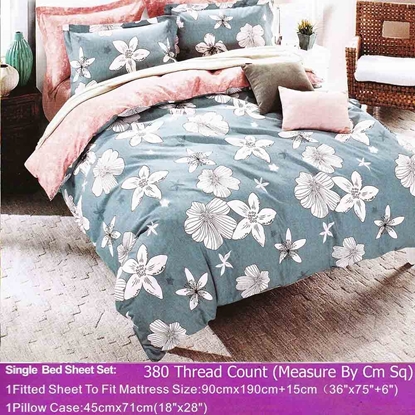 Single Bed Sheet Set: 380 Thread Count (Measure By Cm Sq)
1Fitted Sheet To Fit Mattress Size:90cmx190cm+15cm（36"x75"+6")
1Pillow Case:45cmx71cm(18"x28")